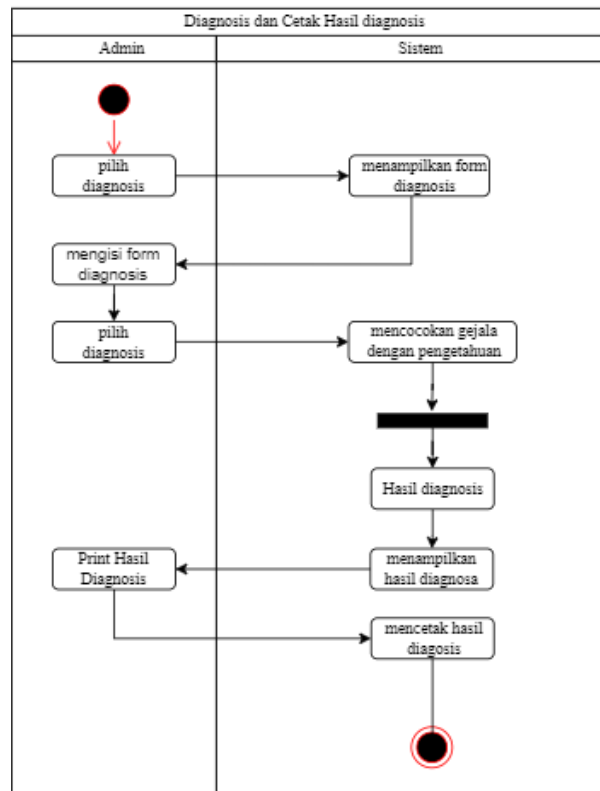 Diagnosis dan Cetak Hasil diagnosis
Admin
Sistem
pilih
diagnosis
menampilkan form
diagnosis
mengisi form
diagnosis
pilih
diagnosis
mencocokan gejala
dengan pengetahuan
Hasil diagnosis
menampilkan
hasil diagnosa
Print Hasil
Diagnosis
mencetak hasil
diagosis